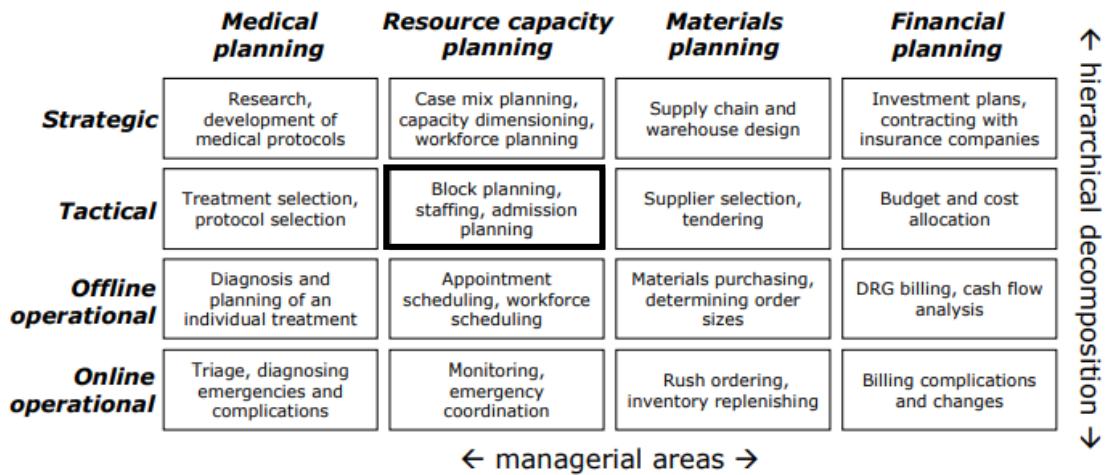 Medical
planning
Resource capacity
planning
Materials
planning
Financial
planning
Strategic
Research,
development of
medical protocols
Case mix planning,
capacity dimensioning,
workforce planning
Supply chain and
warehouse design
Investment plans,
contracting with
insurance companies
Tactical
Treatment selection,
protocol selection
Block planning,
staffing, admission
planning
Supplier selection,
tendering
Budget and cost
allocation
Offline
operational
Diagnosis and
planning of an
individual treatment
Appointment
scheduling, workforce
scheduling
Materials purchasing,
determining order
sizes
DRG billing, cash flow
analysis
Online
operational
Triage, diagnosing
emergencies and
complications
Monitoring,
emergency
coordination
Rush ordering,
inventory replenishing
Billing complications
and changes
← managerial areas →
← hierarchical decomposition →